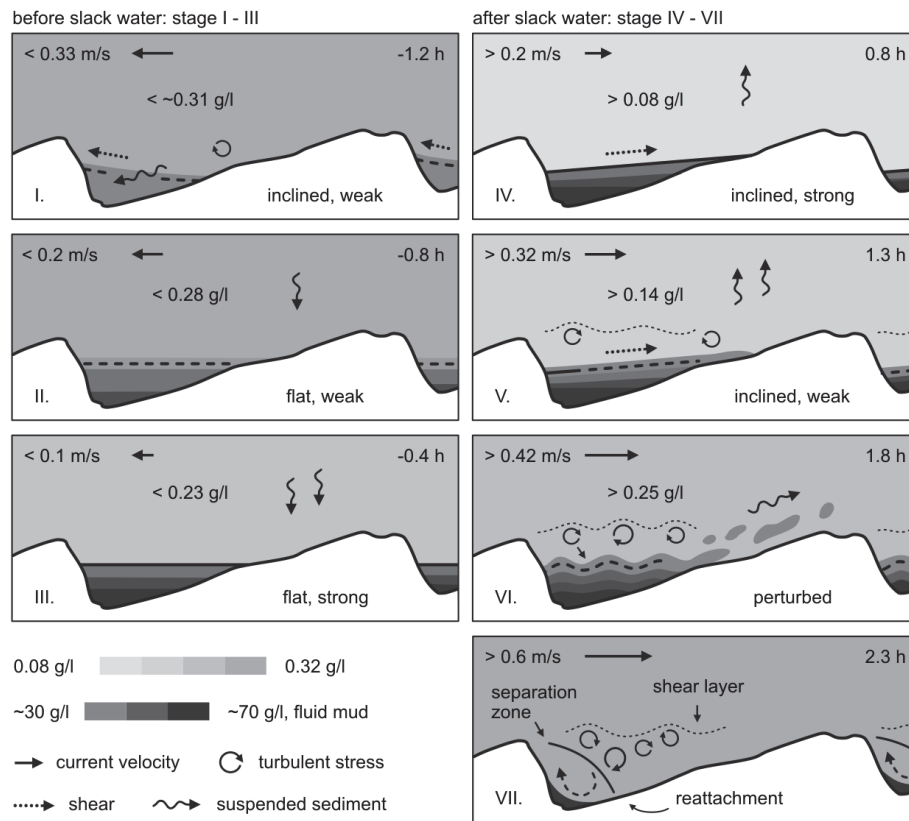 before slack water: stage I - III
< 0.33 m/s
-1.2 h
< ~0.31 g/l
I.
inclined, weak
< 0.2 m/s
-0.8 h
< 0.28 g/l
II.
flat, weak
< 0.1 m/s
-0.4 h
< 0.23 g/l
III.
flat, strong
0.08 g/l
0.32 g/l
~30 g/l
~70 g/l, fluid mud
current velocity
turbulent stress
shear
suspended sediment
after slack water: stage IV - VII
> 0.2 m/s
0.8 h
> 0.08 g/l
IV.
inclined, strong
> 0.32 m/s
1.3 h
> 0.14 g/l
V.
inclined, weak
> 0.42 m/s
1.8 h
> 0.25 g/l
VI.
perturbed
> 0.6 m/s
2.3 h
separation
zone
shear layer
VII.
reattachment